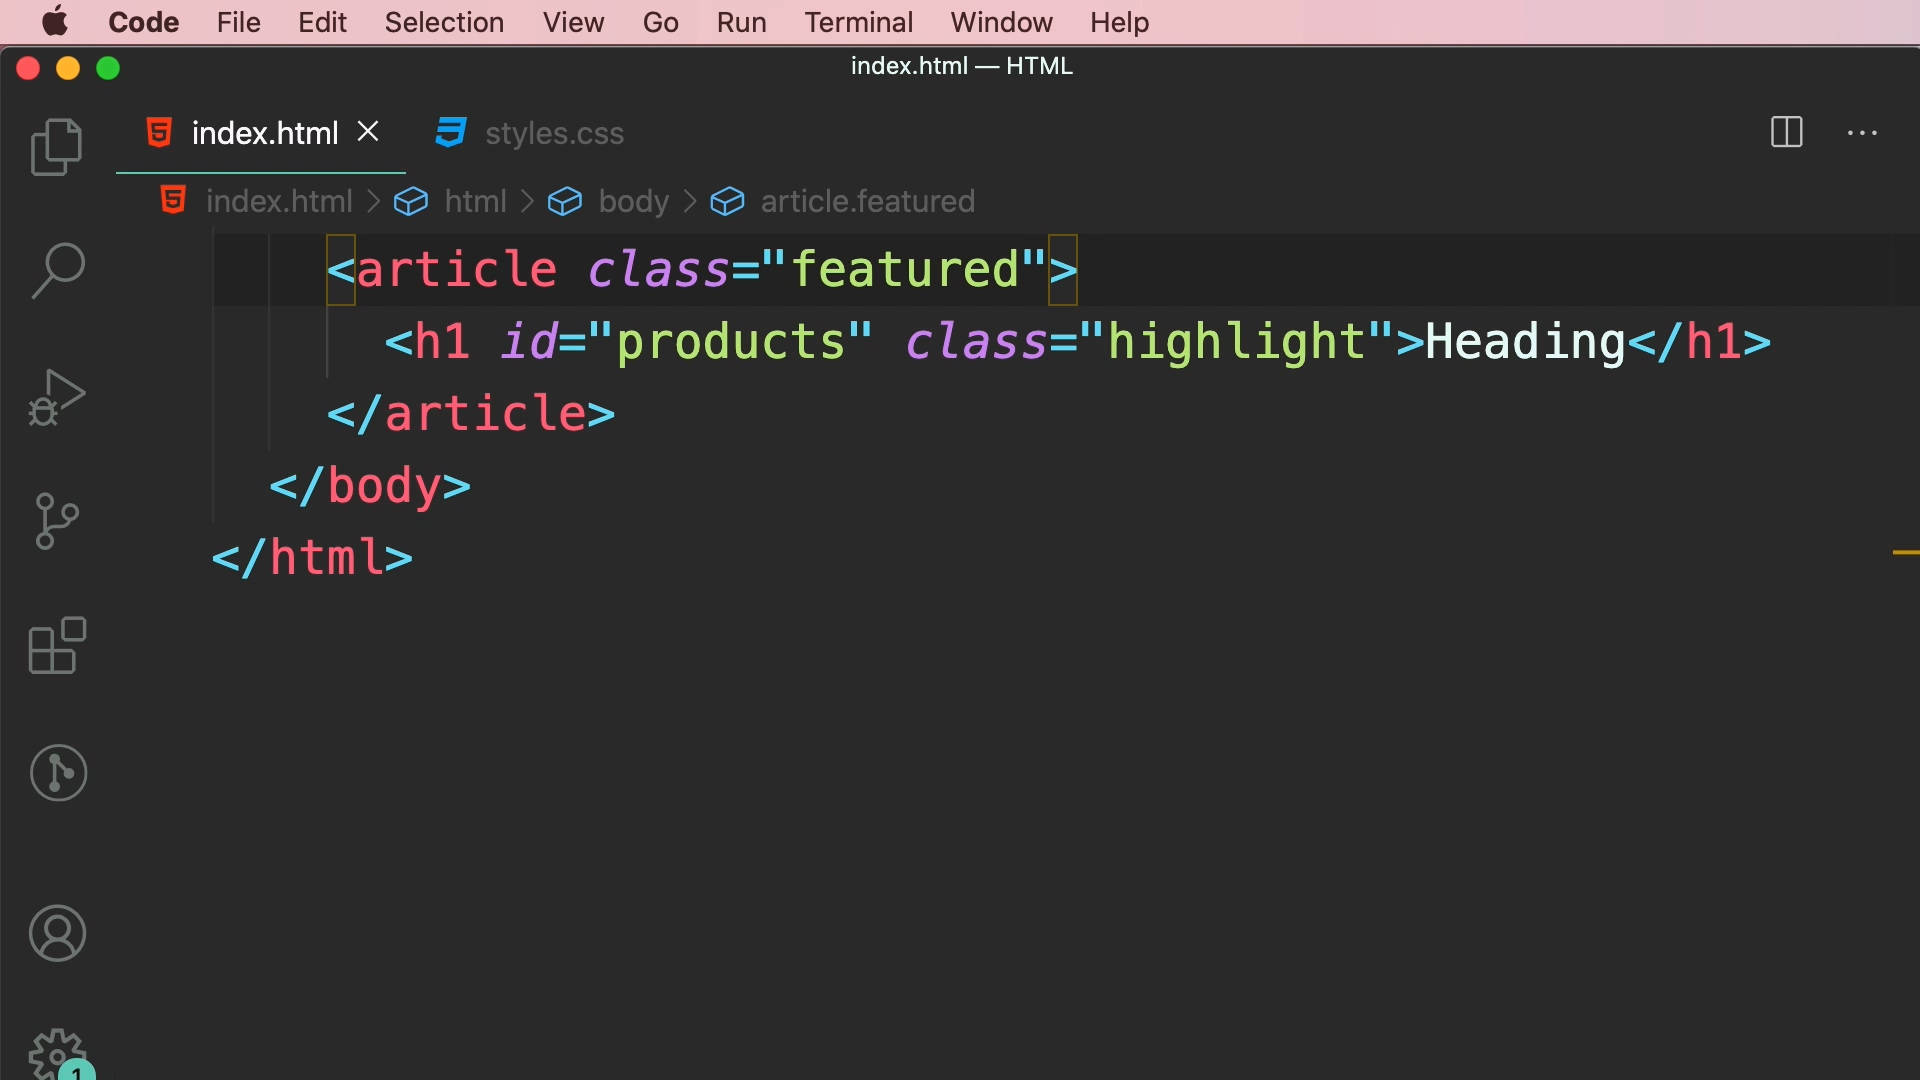 Code File Edit Selection View Go Run Terminal Window Help
index.html — HTML
index.html styles.css
index.html > html > body > article.featured
<article class="featured">
<h1 id="products" class="highlight">Heading</h1>
</article>
</body>
</html>
1